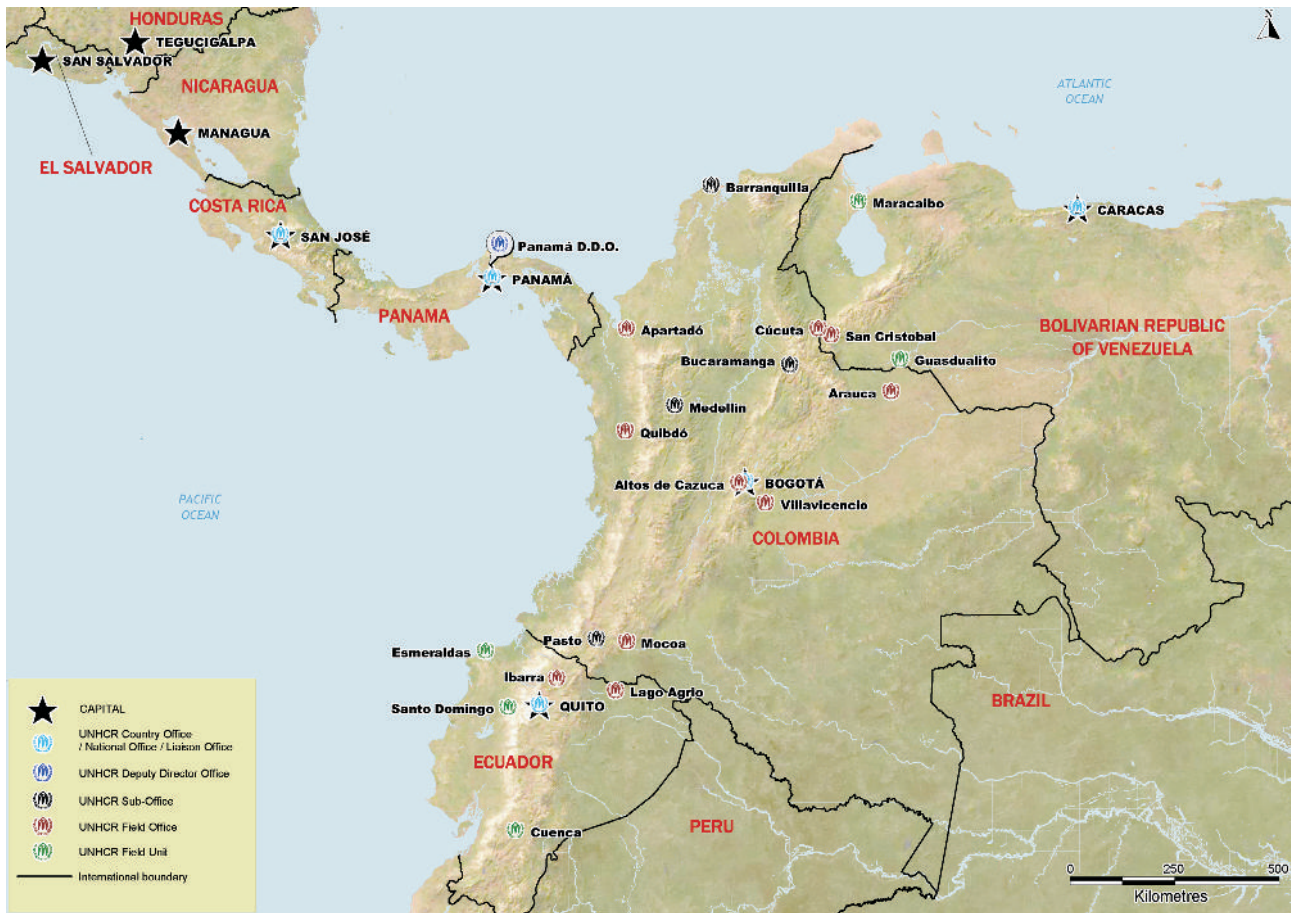 N
HONDURAS
TEGUCIGALPA
SAN SALVADOR
NICARAGUA
ATLANTIC
OCEAN
MANAGUA
EL SALVADOR
COSTA RICA
SAN JOSÉ
Barranquilla
Maracaibo
CARACAS
Panamá D.D.O.
PANAMÁ
PANAMA
Apartadó
Cúcuta
San Cristobal
BOLIVARIAN REPUBLIC
OF VENEZUELA
Bucaramanga
Guasdualito
Arauca
Medellin
Quibdó
PACIFIC
OCEAN
Altos de Cazuca
BOGOTÁ
Villavicencio
COLOMBIA
Esmeraldas
Pasto
Mocoa
Ibarra
Lago Agrio
Santo Domingo
QUITO
BRAZIL
ECUADOR
PERU
Cuenca
CAPITAL
UNHCR Country Office
/ National Office / Liaison Office
UNHCR Deputy Director Office
UNHCR Sub-Office
UNHCR Field Office
UNHCR Field Unit
International boundary
0 250 500
Kilometres